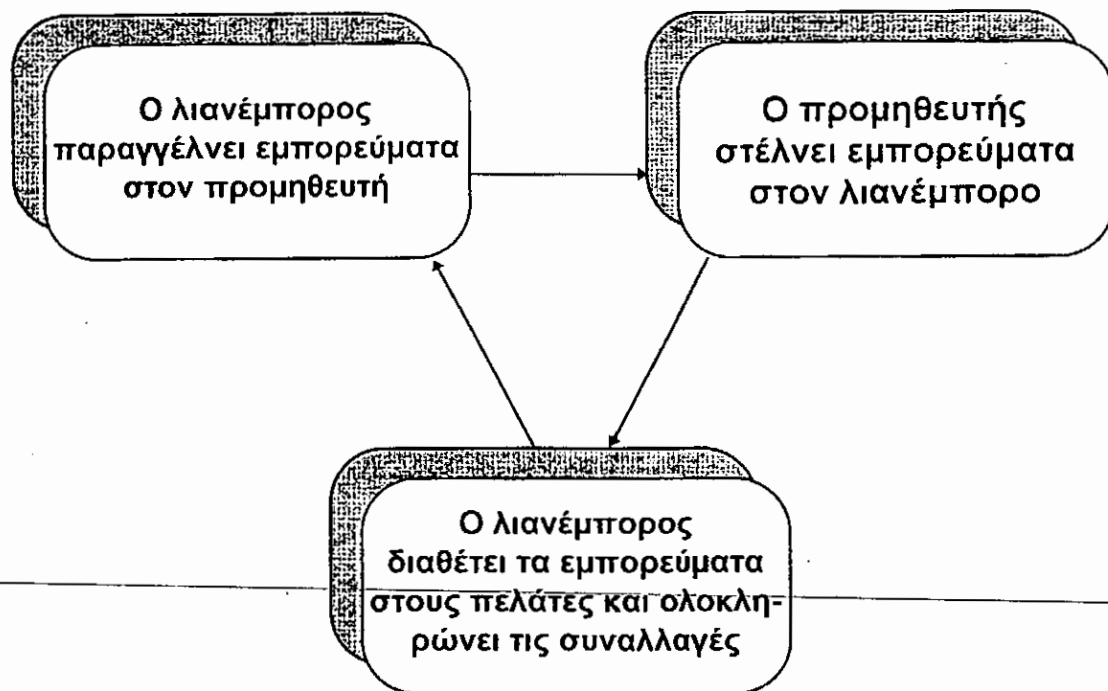 Ο λιανέμπορος
παραγγέλνει εμπορεύματα
στον προμηθευτή
Ο προμηθευτής
στέλνει εμπορεύματα
στον λιανέμπορο
Ο λιανέμπορος
διαθέτει τα εμπορεύματα
στους πελάτες και ολοκλη-
ρώνει τις συναλλαγές